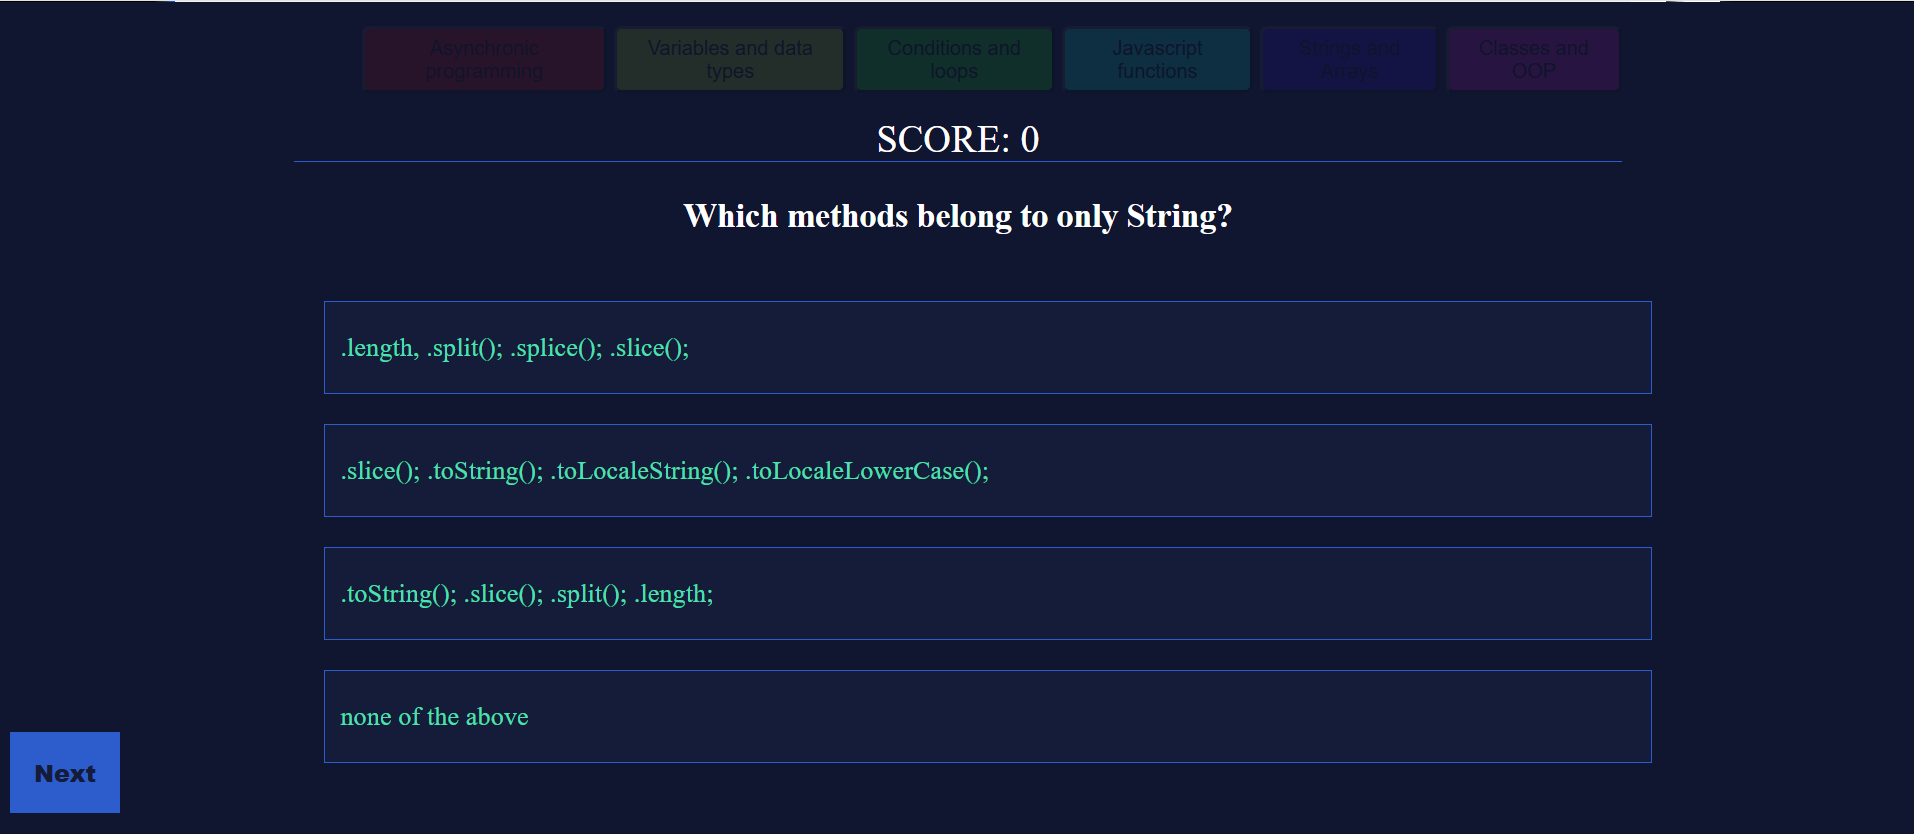 Asynchronic
programming
Variables and data
types
Conditions and
loops
Javascript
functions
Strings and
Arrays
Classes and
OOP
SCORE: 0
Which methods belong to only String?
.length, .split(); .splice(); .slice();
.slice(); .toString(); .toLocaleString(); .toLocaleLowerCase();
.toString(); .slice(); .split(); .length;
none of the above
Next